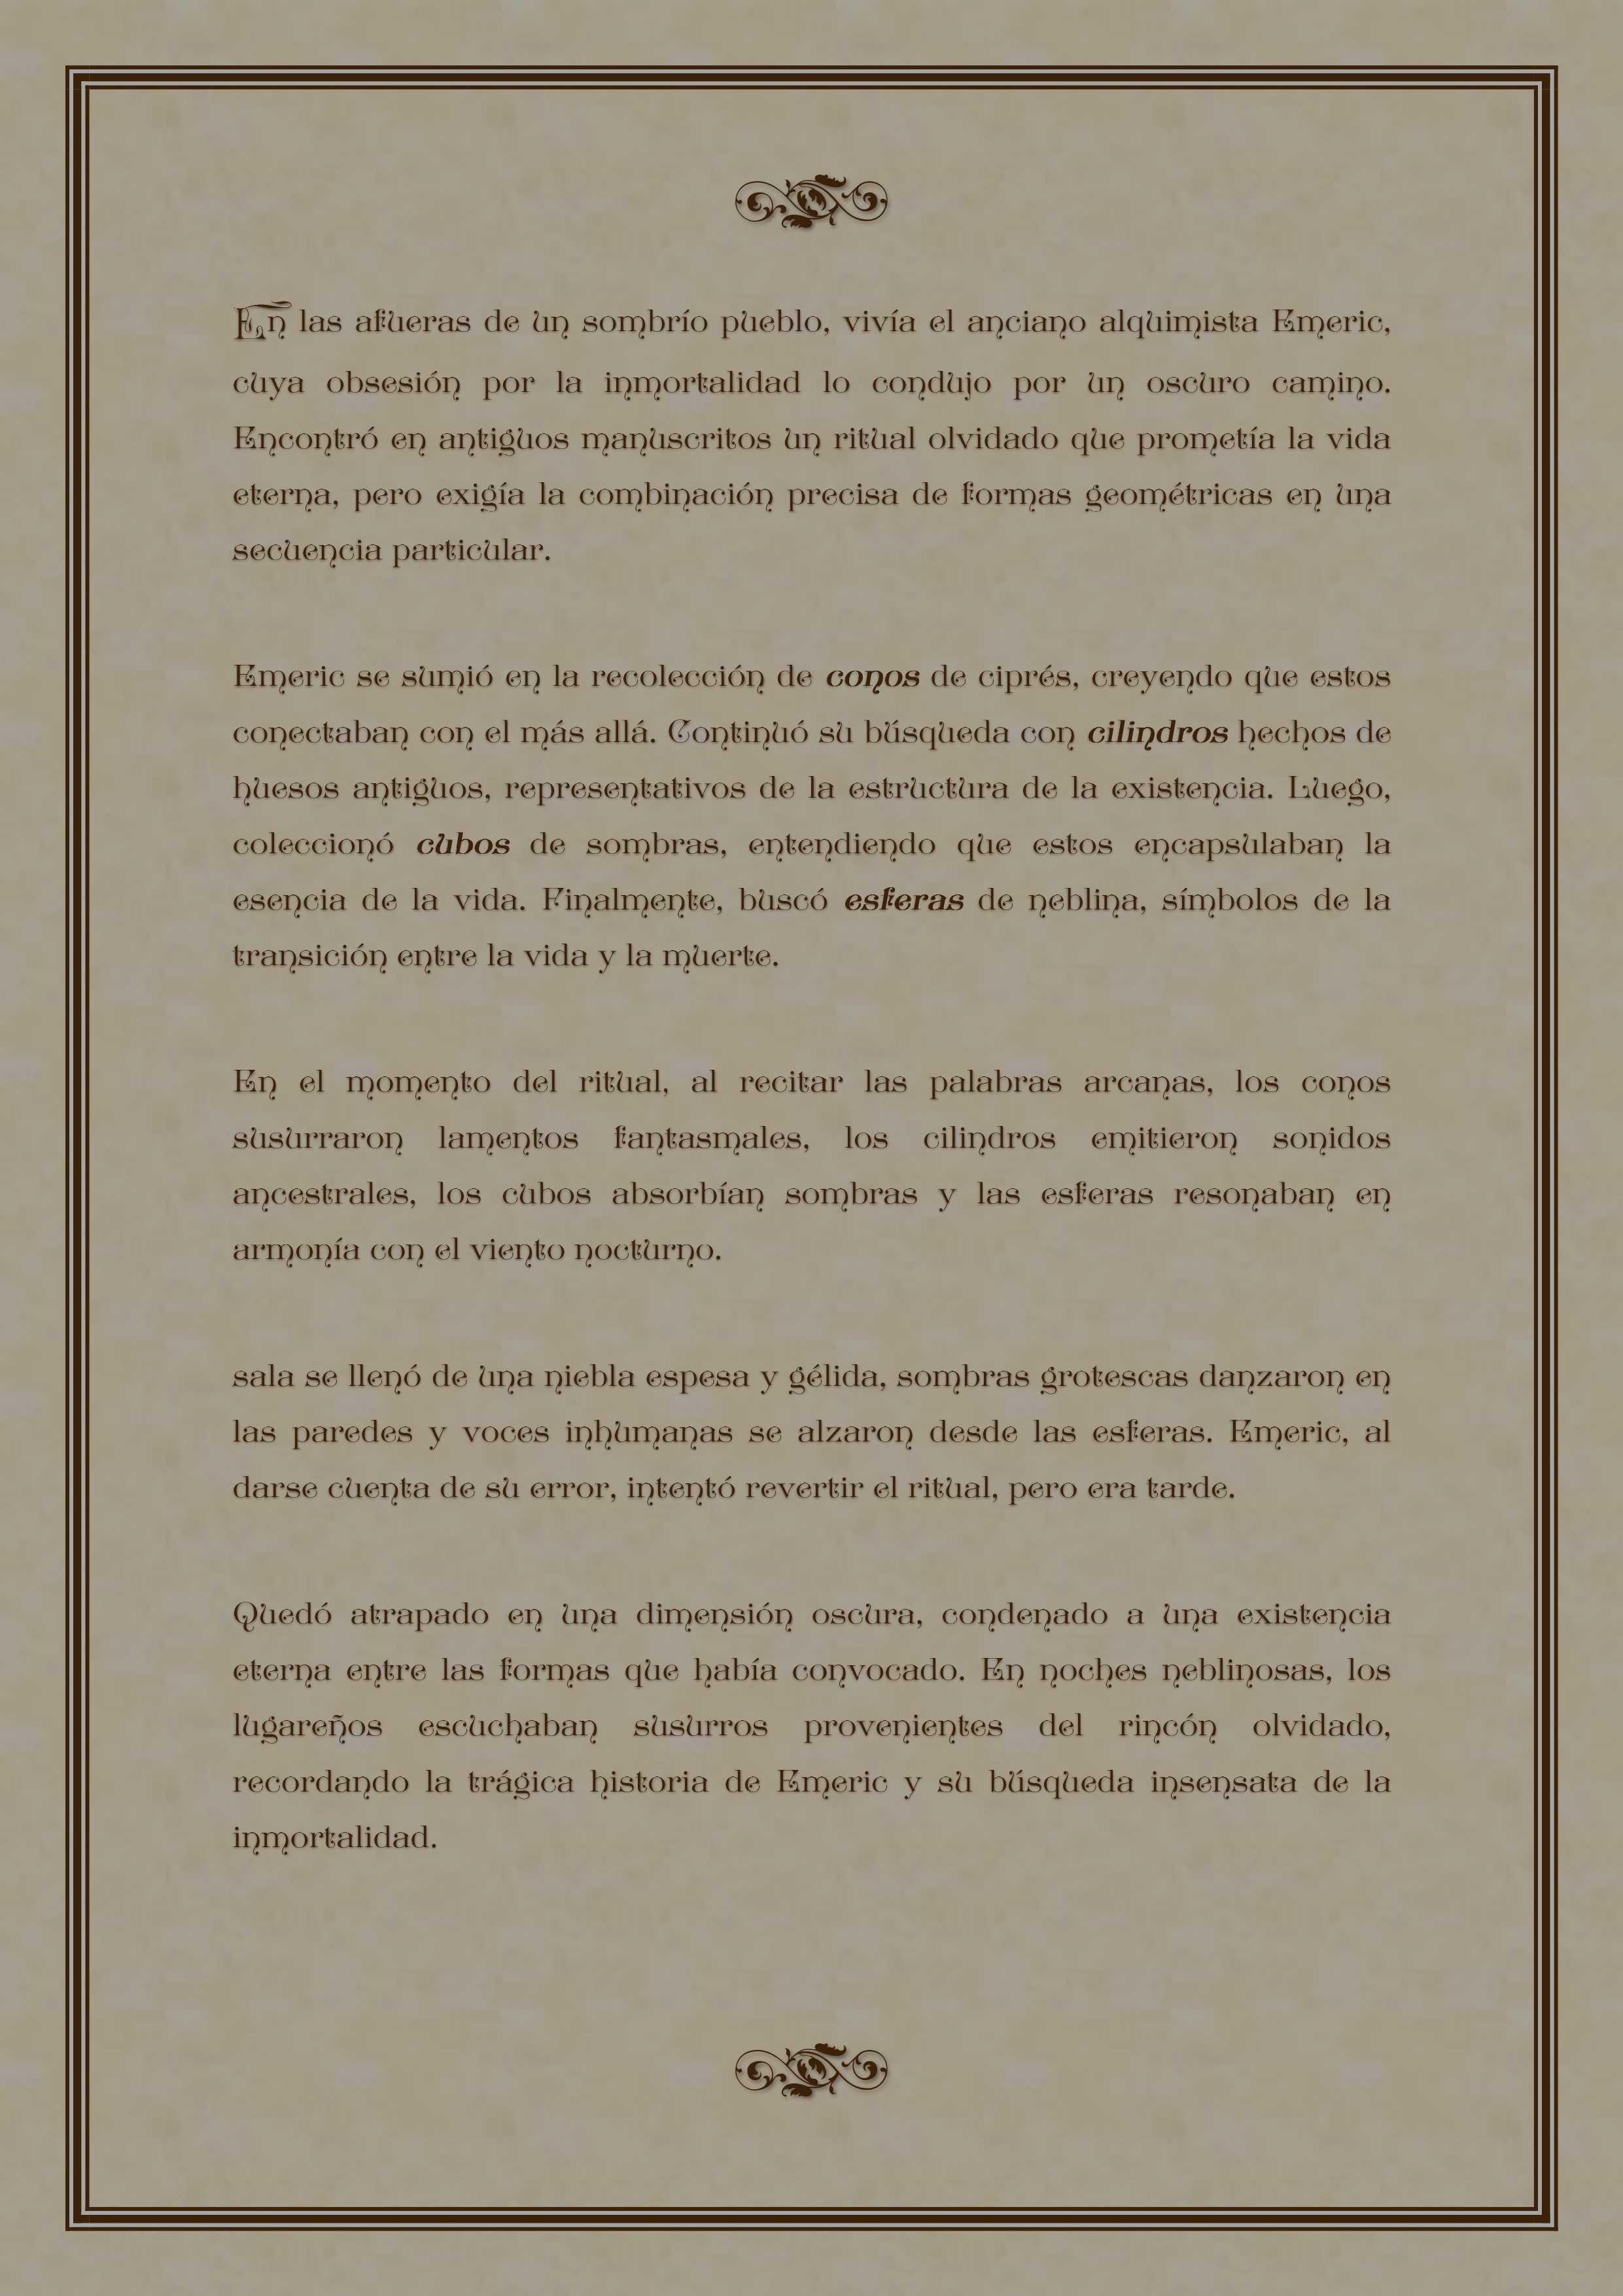 En las afueras de un sombrío pueblo, vivía el anciano alquimista Emeric,
cuya obsesión por la inmortalidad lo condujo por un oscuro camino.
Encontró en antiguos manuscritos un ritual olvidado que prometía la vida
eterna, pero exigía la combinación precisa de formas geométricas en una
secuencia particular.
Emeric se sumió en la recolección de conos de ciprés, creyendo que estos
conectaban con el más allá. Continuó su búsqueda con cilindros hechos de
huesos antiguos, representativos de la estructura de la existencia. Luego,
coleccionó cubos de sombras, entendiendo que estos encapsulaban la
esencia de la vida. Finalmente, buscó esferas de neblina, símbolos de la
transición entre la vida y la muerte.
En el momento del ritual, al recitar las palabras arcanas, los conos
susurraron lamentos fantasmales, los cilindros emitieron sonidos
ancestrales, los cubos absorbían sombras y las esferas resonaban en
armonía con el viento nocturno.
sala se llenó de una niebla espesa y gélida, sombras grotescas danzaron en
las paredes y voces inhumanas se alzaron desde las esferas. Emeric, al
darse cuenta de su error, intentó revertir el ritual, pero era tarde.
Quedó atrapado en una dimensión oscura, condenado a una existencia
eterna entre las formas que había convocado. En noches neblinosas, los
lugareños escuchaban susurros provenientes del rincón olvidado,
recordando la trágica historia de Emeric y su búsqueda insensata de la
inmortalidad.